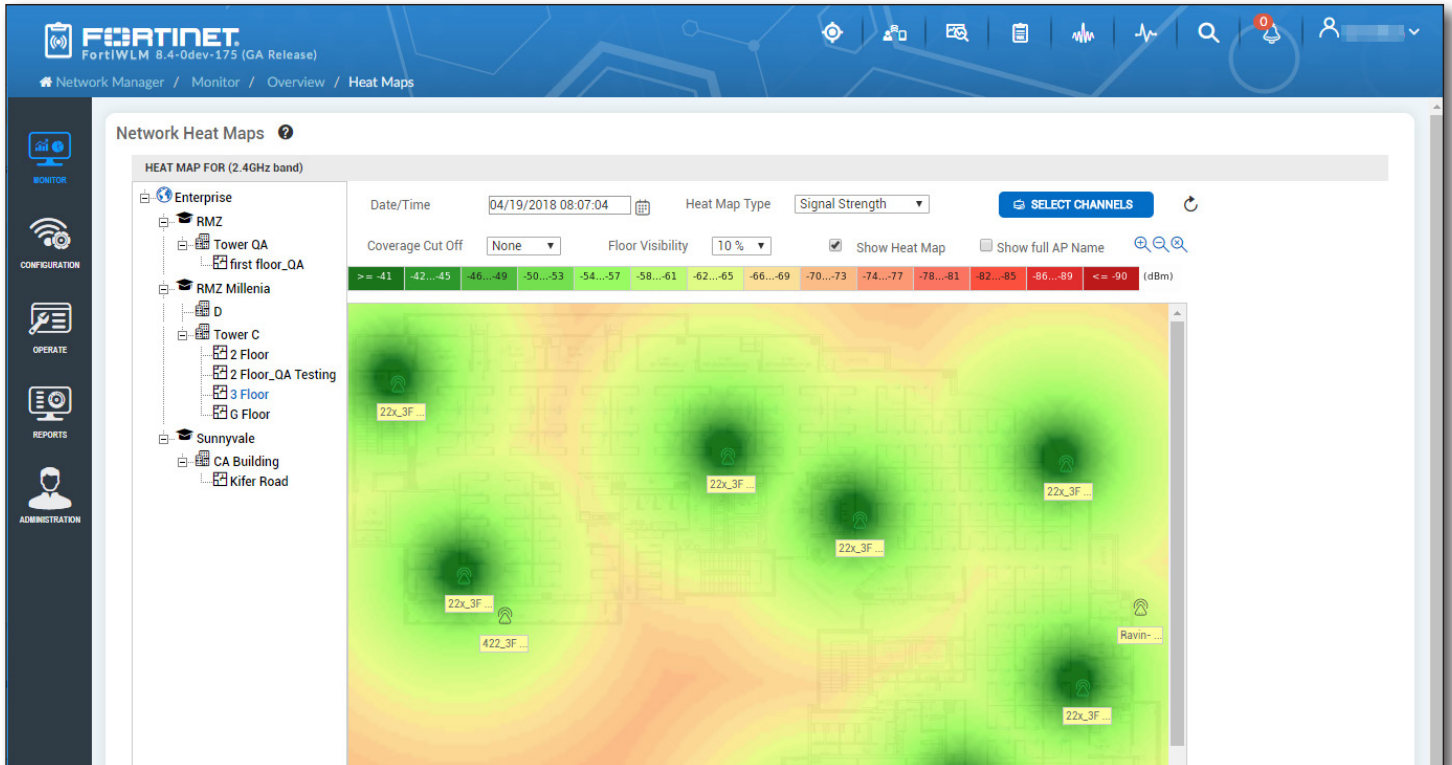 FORTINET
FortiWLM 8.4-0dev-175 (GA Release)
0
Network Manager / Monitor / Overview / Heat Maps
MONITOR
CONFIGURATION
OPERATE
REPORTS
ADMINISTRATION
Network Heat Maps ?
HEAT MAP FOR (2.4GHz band)
Enterprise
RMZ
Tower QA
first floor_QA
RMZ Millenia
D
Tower C
2 Floor
2 Floor_QA Testing
3 Floor
G Floor
Sunnyvale
CA Building
Kifer Road
Date/Time 04/19/2018 08:07:04 Heat Map Type Signal Strength SELECT CHANNELS
Coverage Cut Off None Floor Visibility 10 % Show Heat Map Show full AP Name
>= -41 -42...-45 -46...-49 -50...-53 -54...-57 -58...-61 -62...-65 -66...-69 -70...-73 -74...-77 -78...-81 -82...-85 -86...-89 <= -90 (dBm)
22x_3F ...
22x_3F ...
22x_3F ...
22x_3F ...
22x_3F ...
422_3F ...
Ravin- ...
22x_3F ...